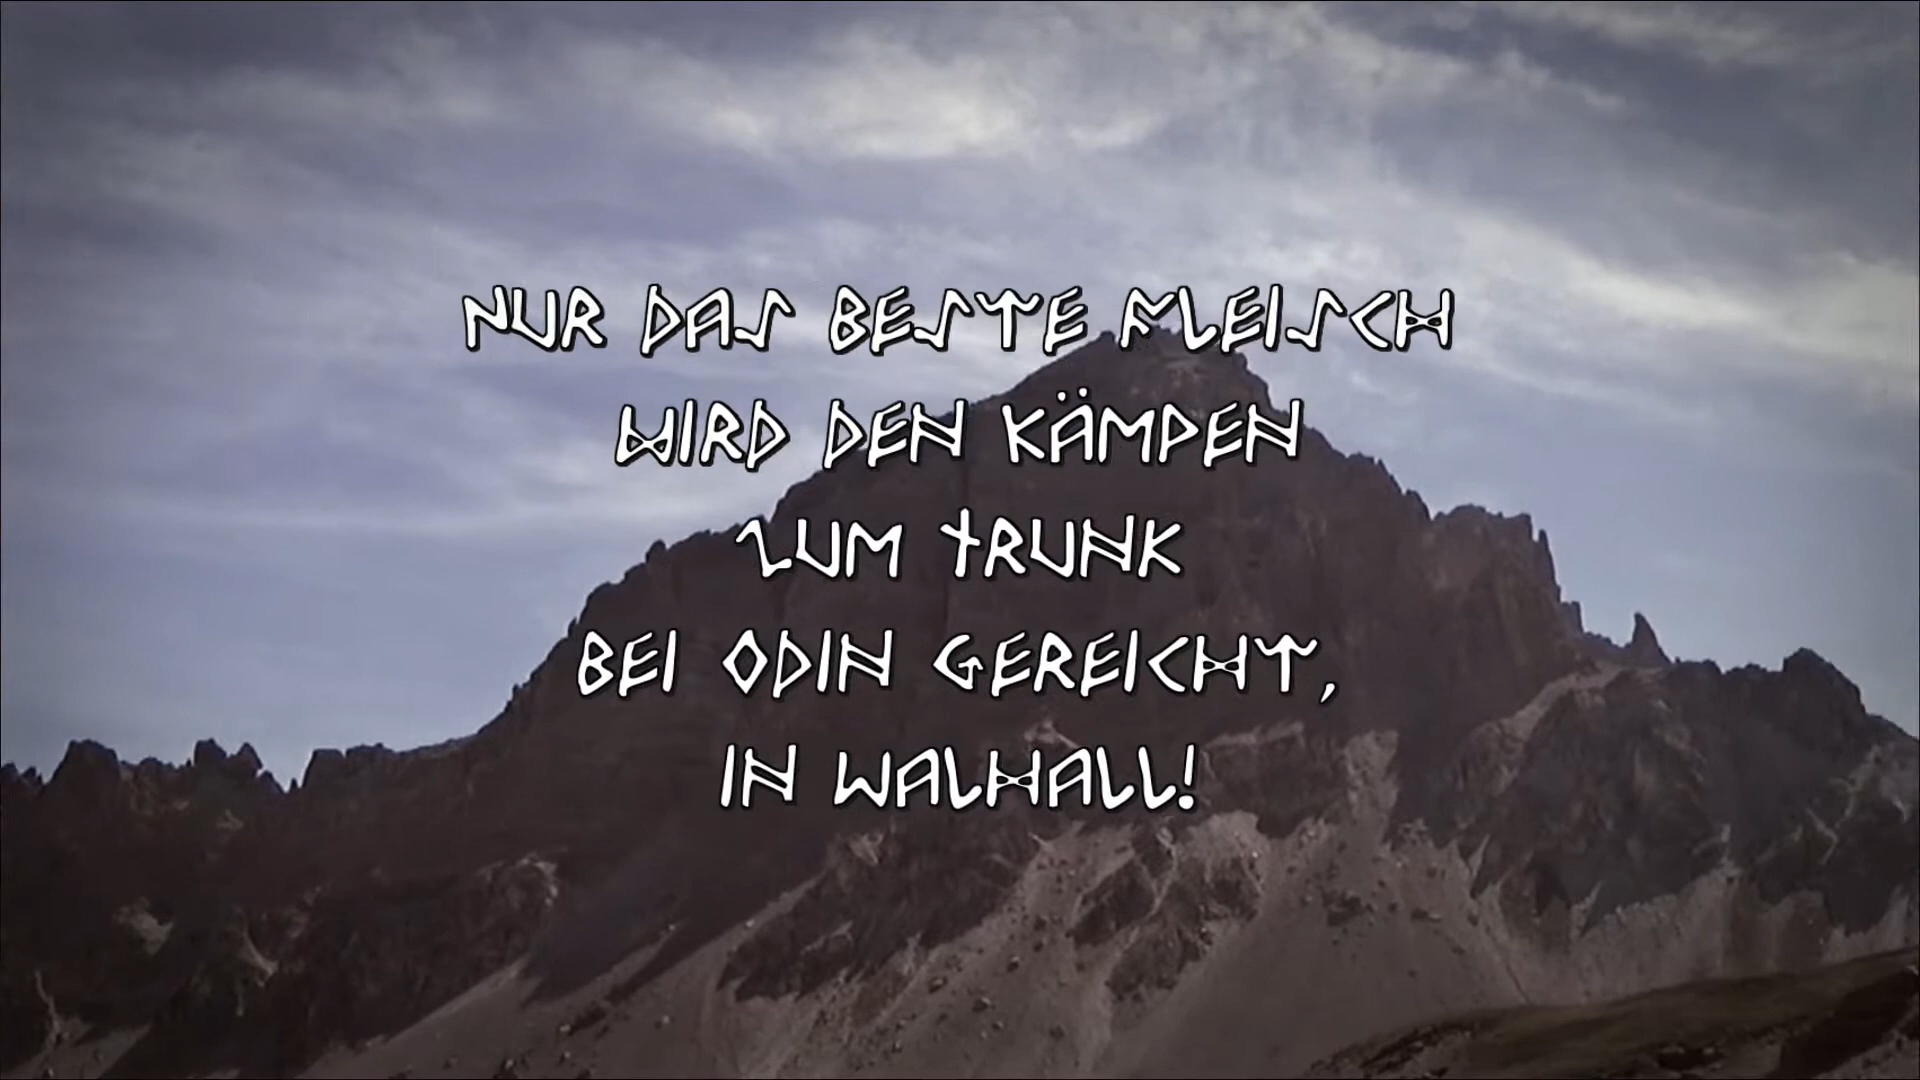 NUR DAS BESTE FLEISCH
WIRD DEN KÄMPEN
ZUM TRUNK
BEI ODIN GEREICHT,
IN WALHALL!